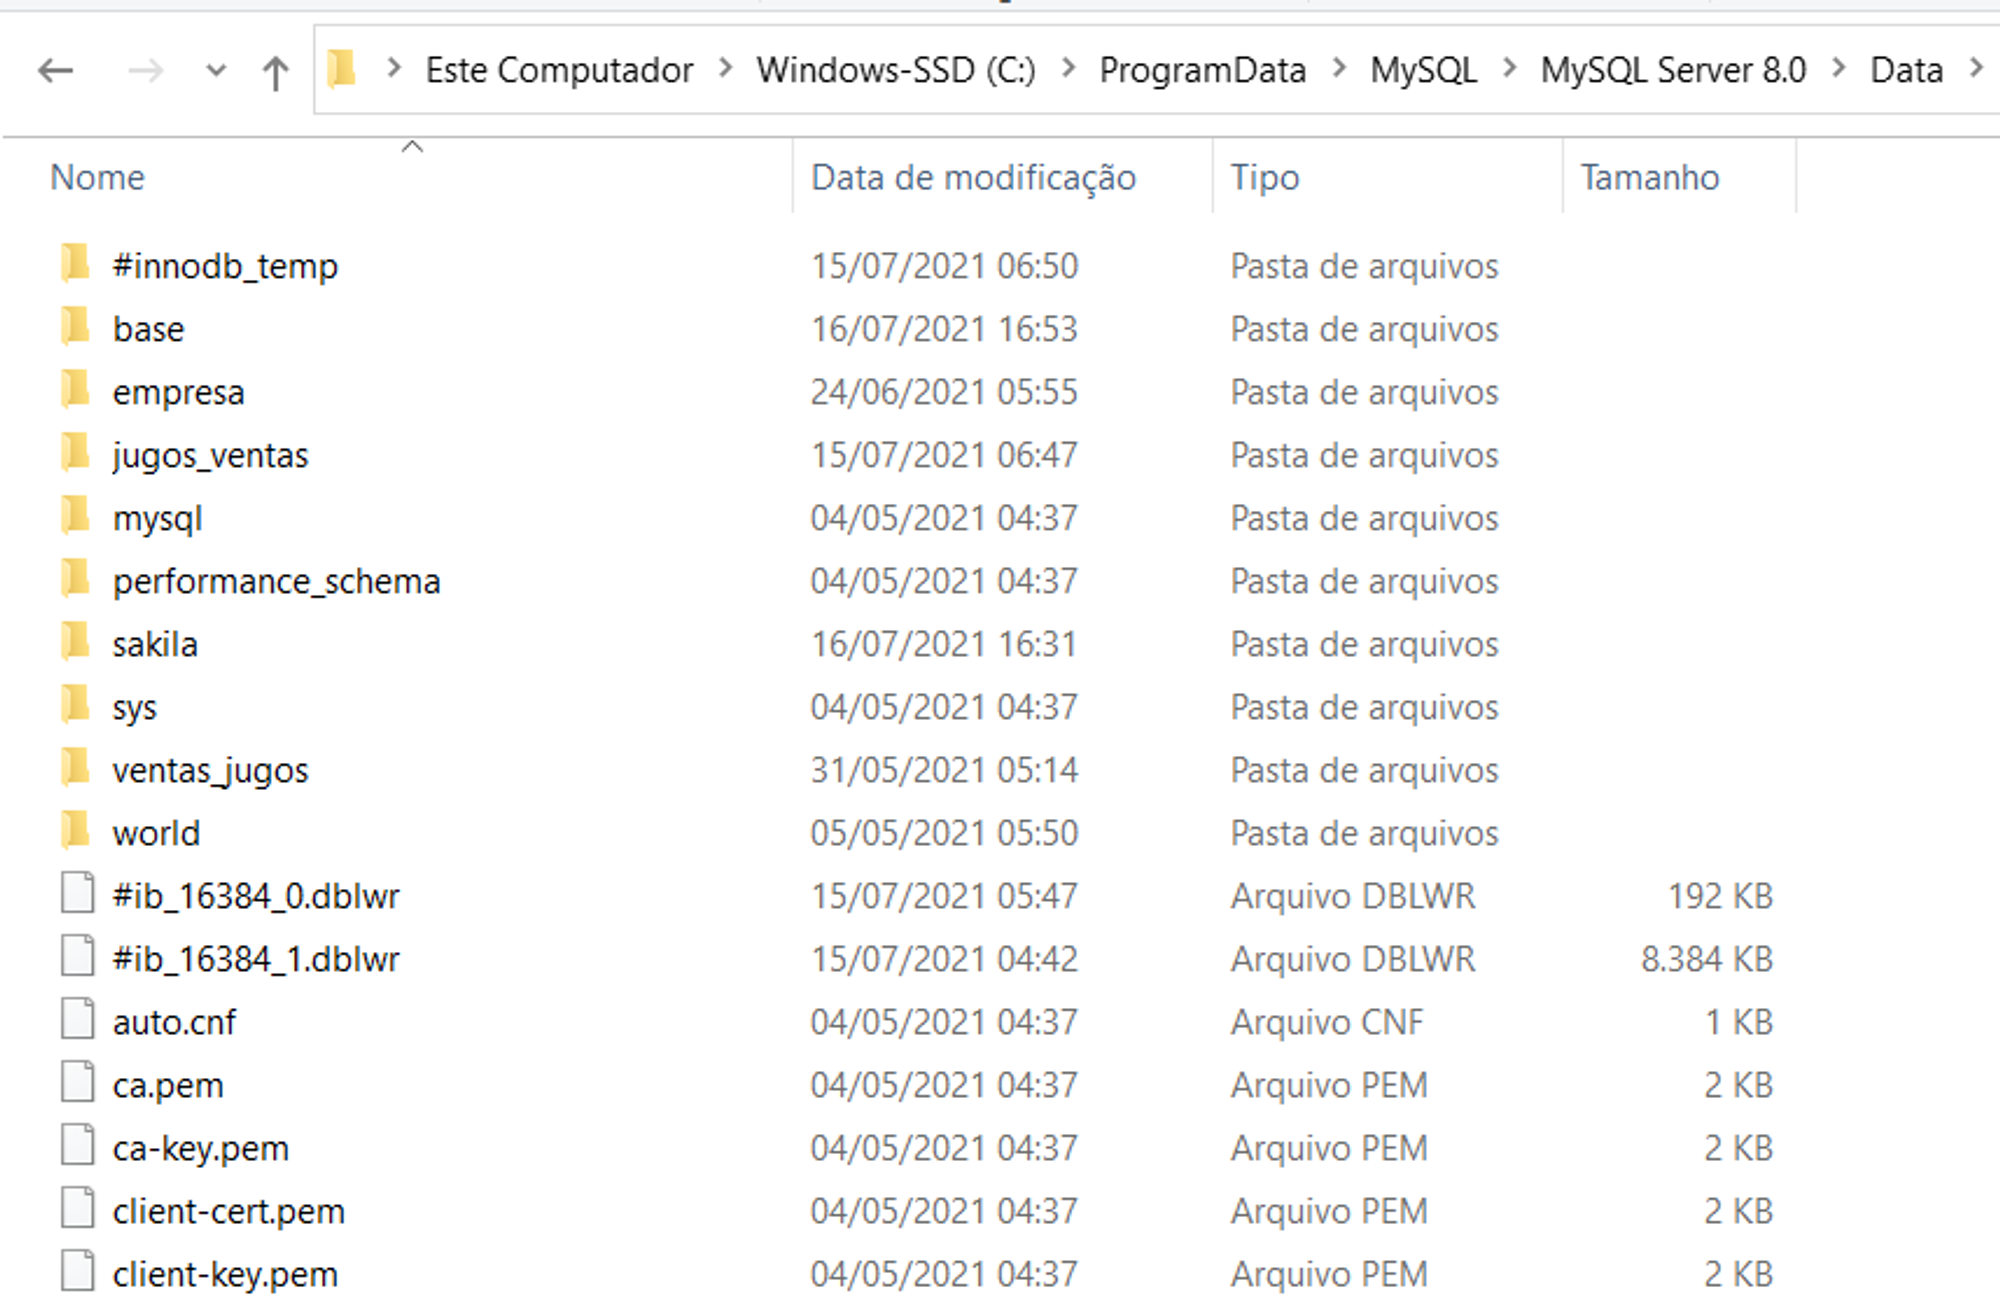 Este Computador > Windows-SSD (C:) > ProgramData > MySQL > MySQL Server 8.0 > Data >
Nome Data de modificação Tipo Tamanho
#innodb_temp 15/07/2021 06:50 Pasta de arquivos
base 16/07/2021 16:53 Pasta de arquivos
empresa 24/06/2021 05:55 Pasta de arquivos
jugos_ventas 15/07/2021 06:47 Pasta de arquivos
mysql 04/05/2021 04:37 Pasta de arquivos
performance_schema 04/05/2021 04:37 Pasta de arquivos
sakila 16/07/2021 16:31 Pasta de arquivos
sys 04/05/2021 04:37 Pasta de arquivos
ventas_jugos 31/05/2021 05:14 Pasta de arquivos
world 05/05/2021 05:50 Pasta de arquivos
#ib_16384_0.dblwr 15/07/2021 05:47 Arquivo DBLWR 192 KB
#ib_16384_1.dblwr 15/07/2021 04:42 Arquivo DBLWR 8.384 KB
auto.cnf 04/05/2021 04:37 Arquivo CNF 1 KB
ca.pem 04/05/2021 04:37 Arquivo PEM 2 KB
ca-key.pem 04/05/2021 04:37 Arquivo PEM 2 KB
client-cert.pem 04/05/2021 04:37 Arquivo PEM 2 KB
client-key.pem 04/05/2021 04:37 Arquivo PEM 2 KB